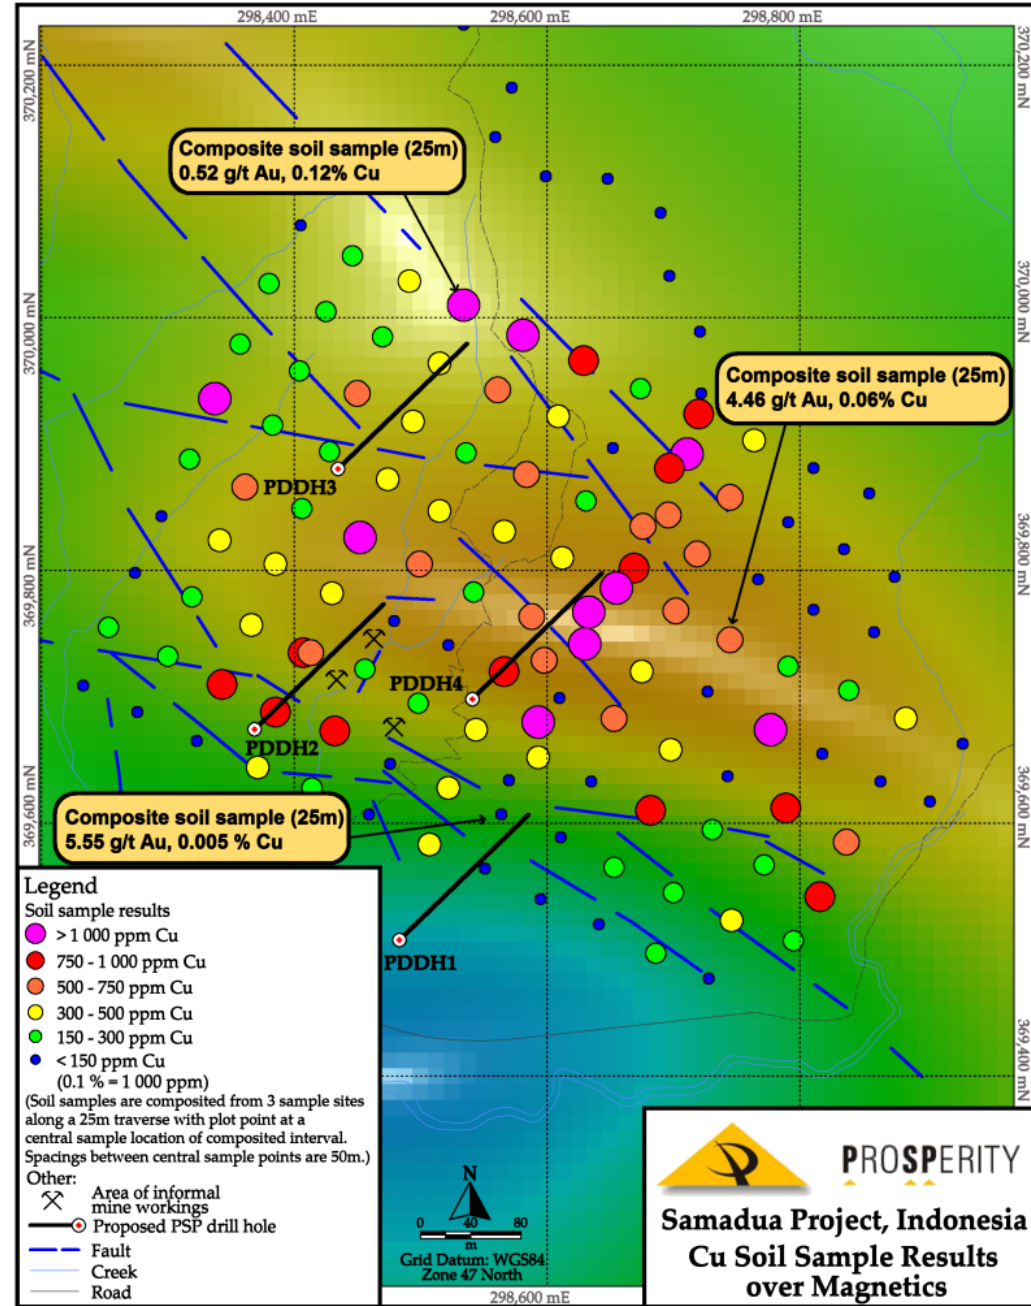 298,400 mE
298,600 mE
298,800 mE
370,200 mN
370,200 mN
Composite soil sample (25m)
0.52 g/t Au, 0.12% Cu
370,000 mN
370,000 mN
Composite soil sample (25m)
4.46 g/t Au, 0.06% Cu
PDDH3
369,800 mN
369,800 mN
PDDH4
PDDH2
369,600 mN
369,600 mN
Composite soil sample (25m)
5.55 g/t Au, 0.005 % Cu
PDDH1
369,400 mN
Legend
Soil sample results
> 1 000 ppm Cu
750 - 1 000 ppm Cu
500 - 750 ppm Cu
300 - 500 ppm Cu
150 - 300 ppm Cu
< 150 ppm Cu
(0.1 % = 1 000 ppm)
(Soil samples are composited from 3 sample sites
along a 25m traverse with plot point at a
central sample location of composited interval.
Spacings between central sample points are 50m.)
Other:
Area of informal
mine workings
Proposed PSP drill hole
Fault
Creek
Road
N
0 40 80
m
Grid Datum: WGS84
Zone 47 North
298,600 mE
PROSPERITY
Samadua Project, Indonesia
Cu Soil Sample Results
over Magnetics